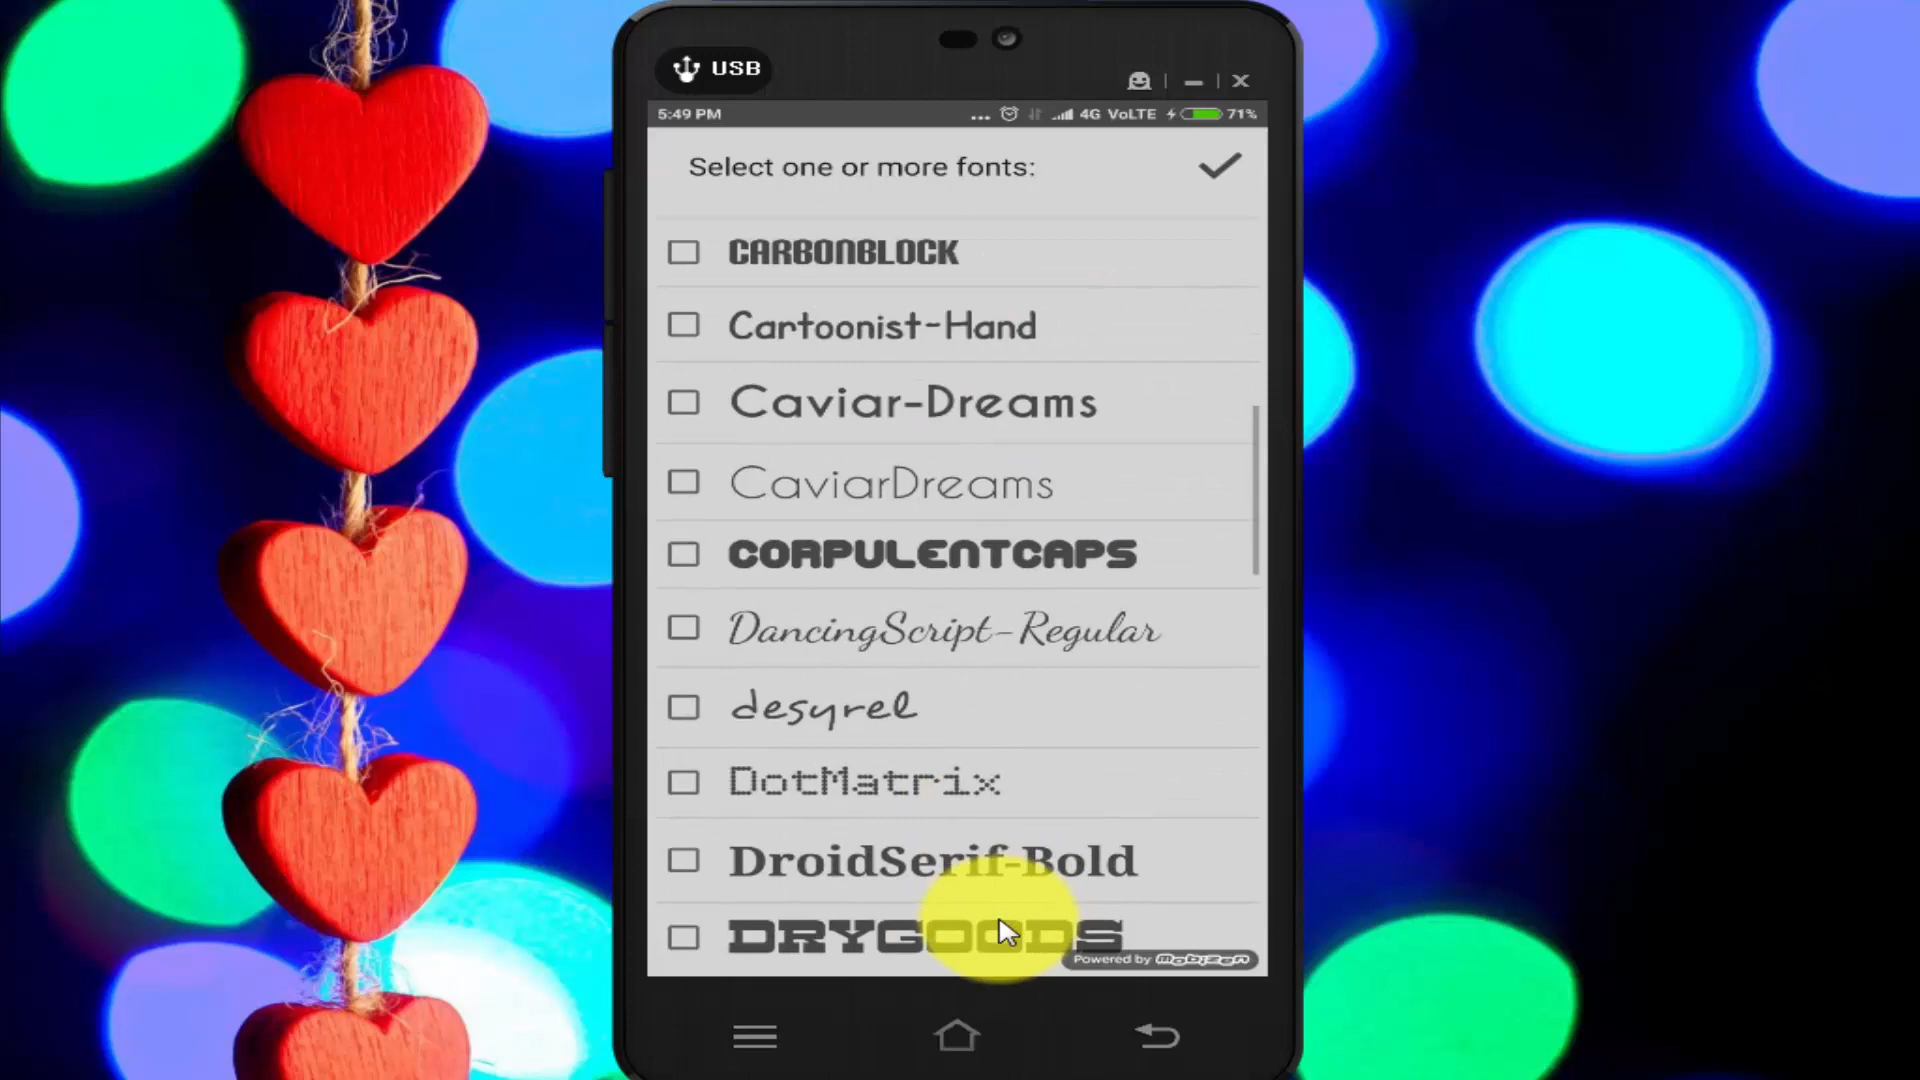 USB
5:49 PM
... 4G VoLTE 71%
Select one or more fonts:
CARBONBLOCK
Cartoonist-Hand
Caviar-Dreams
CaviarDreams
CORPULENTCAPS
DancingScript-Regular
desyrel
DotMatrix
DroidSerif-Bold
DRYGOODS
Powered by mobizen